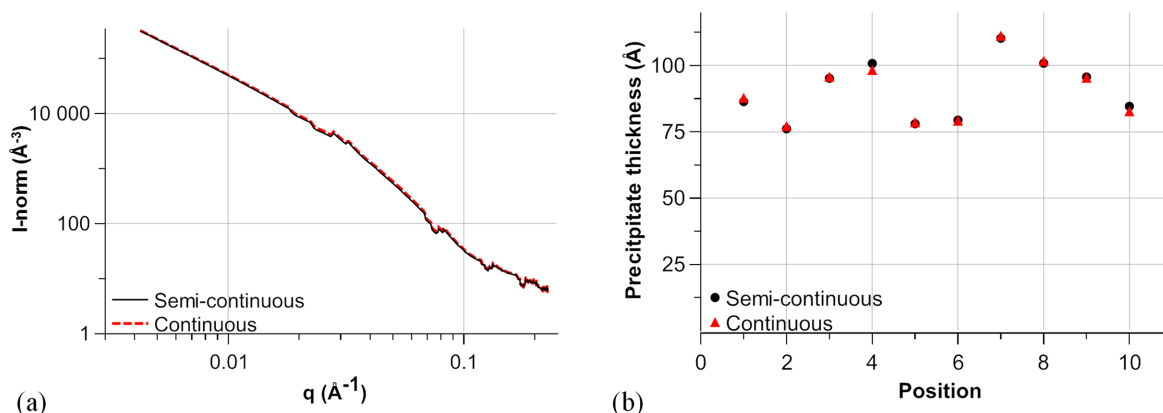 I-norm (Å-3)
10 000
100
1
Semi-continuous
Continuous
0.01
0.1
q (Å-1)
(a)
Precitpitate thickness (Å)
100
75
50
25
Semi-continuous
Continuous
0
2
4
6
8
10
Position
(b)